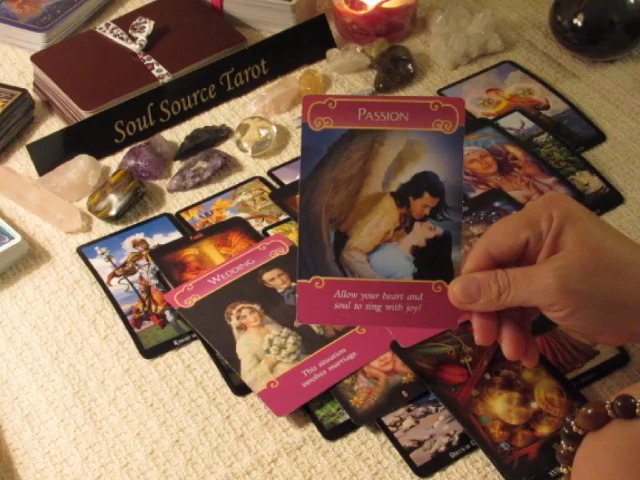 Soul Source Tarot
PASSION
Allow your heart and
soul to sing with joy!
WEDDING
This situation
involves marriage.